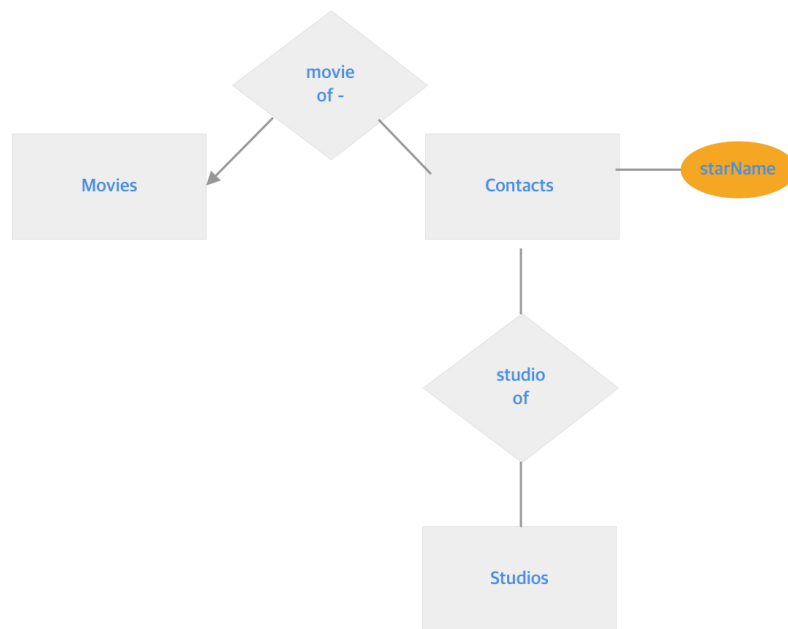 movie
of -
Movies
Contacts
starName
studio
of
Studios